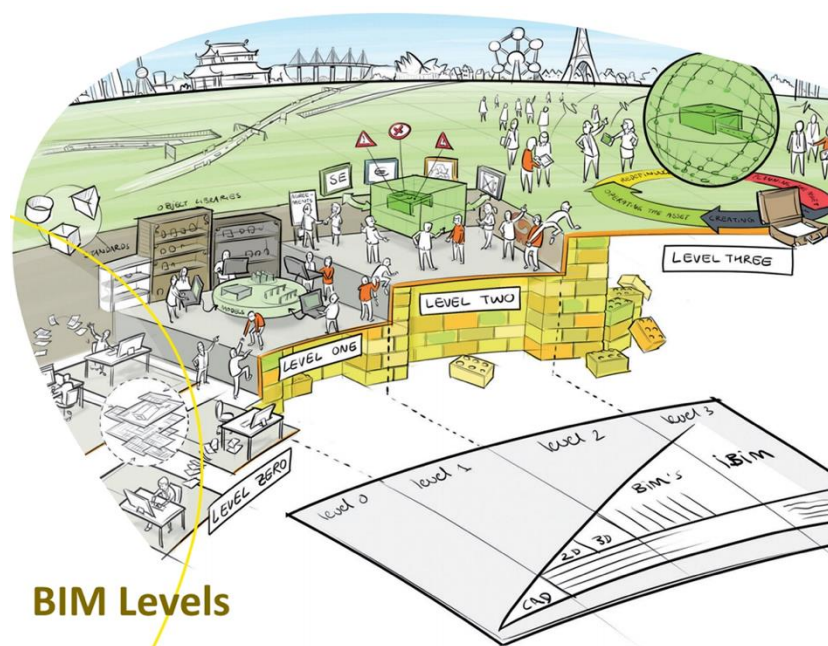 SE
OBJECT LIBRARIES
STANDARDS
OPERATING THE ASSET
CREATING
LEVEL THREE
LEVEL TWO
LEVEL ONE
LEVEL ZERO
level 0
level 1
level 2
level 3
BIM's
iBIM
2D
3D
CAD
BIM Levels